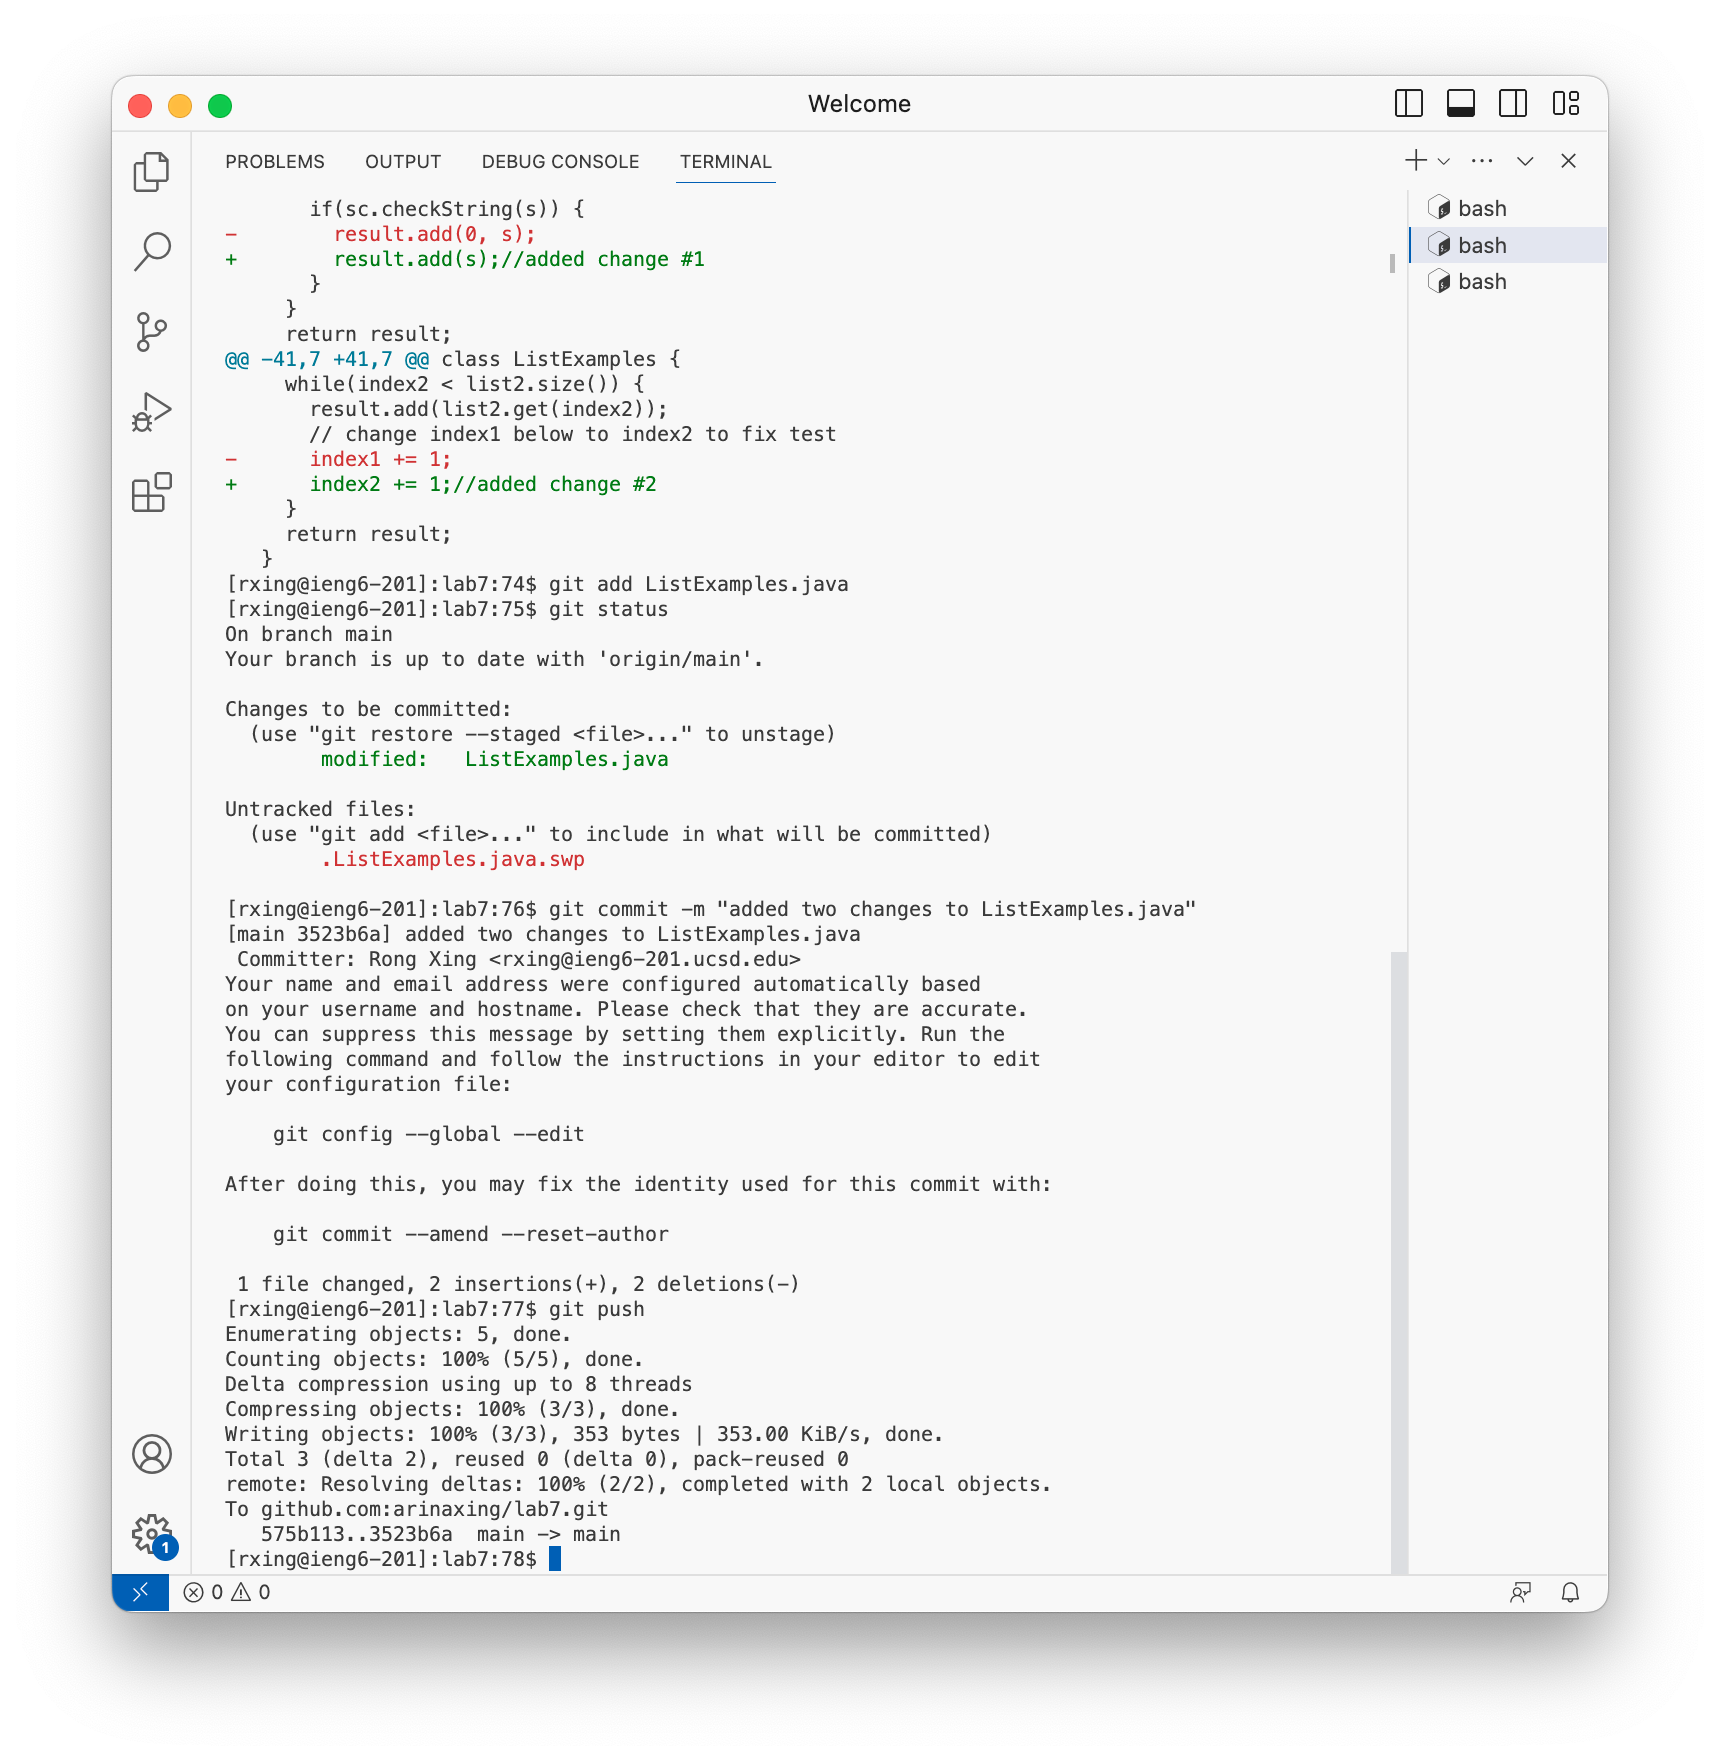 Welcome
PROBLEMS OUTPUT DEBUG CONSOLE TERMINAL
bash
bash
bash
       if(sc.checkString(s)) {
-        result.add(0, s);
+        result.add(s);//added change #1
       }
     }
     return result;
@@ -41,7 +41,7 @@ class ListExamples {
     while(index2 < list2.size()) {
       result.add(list2.get(index2));
       // change index1 below to index2 to fix test
-      index1 += 1;
+      index2 += 1;//added change #2
     }
     return result;
   }
[rxing@ieng6-201]:lab7:74$ git add ListExamples.java
[rxing@ieng6-201]:lab7:75$ git status
On branch main
Your branch is up to date with 'origin/main'.

Changes to be committed:
  (use "git restore --staged <file>..." to unstage)
        modified:   ListExamples.java

Untracked files:
  (use "git add <file>..." to include in what will be committed)
        .ListExamples.java.swp

[rxing@ieng6-201]:lab7:76$ git commit -m "added two changes to ListExamples.java"
[main 3523b6a] added two changes to ListExamples.java
 Committer: Rong Xing <rxing@ieng6-201.ucsd.edu>
Your name and email address were configured automatically based
on your username and hostname. Please check that they are accurate.
You can suppress this message by setting them explicitly. Run the
following command and follow the instructions in your editor to edit
your configuration file:

    git config --global --edit

After doing this, you may fix the identity used for this commit with:

    git commit --amend --reset-author

 1 file changed, 2 insertions(+), 2 deletions(-)
[rxing@ieng6-201]:lab7:77$ git push
Enumerating objects: 5, done.
Counting objects: 100% (5/5), done.
Delta compression using up to 8 threads
Compressing objects: 100% (3/3), done.
Writing objects: 100% (3/3), 353 bytes | 353.00 KiB/s, done.
Total 3 (delta 2), reused 0 (delta 0), pack-reused 0
remote: Resolving deltas: 100% (2/2), completed with 2 local objects.
To github.com:arinaxing/lab7.git
   575b113..3523b6a  main -> main
[rxing@ieng6-201]:lab7:78$
1
0 0